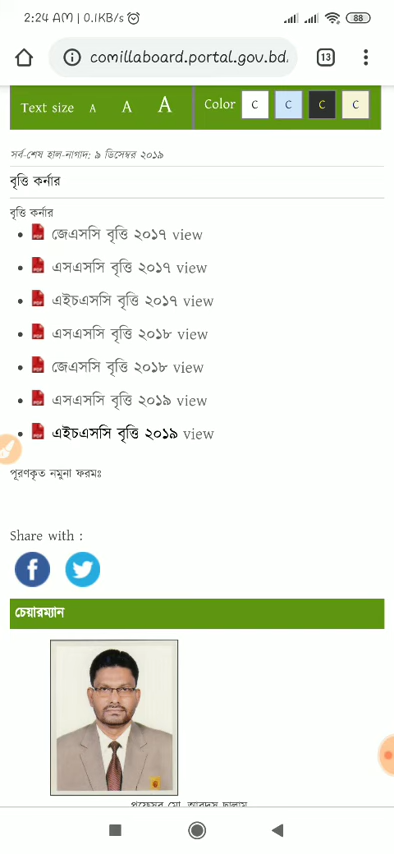 2:24 AM | 0.1KB/s
88
comillaboard.portal.gov.bd
13
Text size A A A
Color C C C C
সর্ব-শেষ হাল-নাগাদ: ৯ ডিসেম্বর ২০১৯
বৃত্তি কর্নার
বৃত্তি কর্নার
জেএসসি বৃত্তি ২০১৭ view
এসএসসি বৃত্তি ২০১৭ view
এইচএসসি বৃত্তি ২০১৭ view
এসএসসি বৃত্তি ২০১৮ view
জেএসসি বৃত্তি ২০১৮ view
এসএসসি বৃত্তি ২০১৯ view
এইচএসসি বৃত্তি ২০১৯ view
পূরণকৃত নমুনা ফরমঃ
Share with :
চেয়ারম্যান